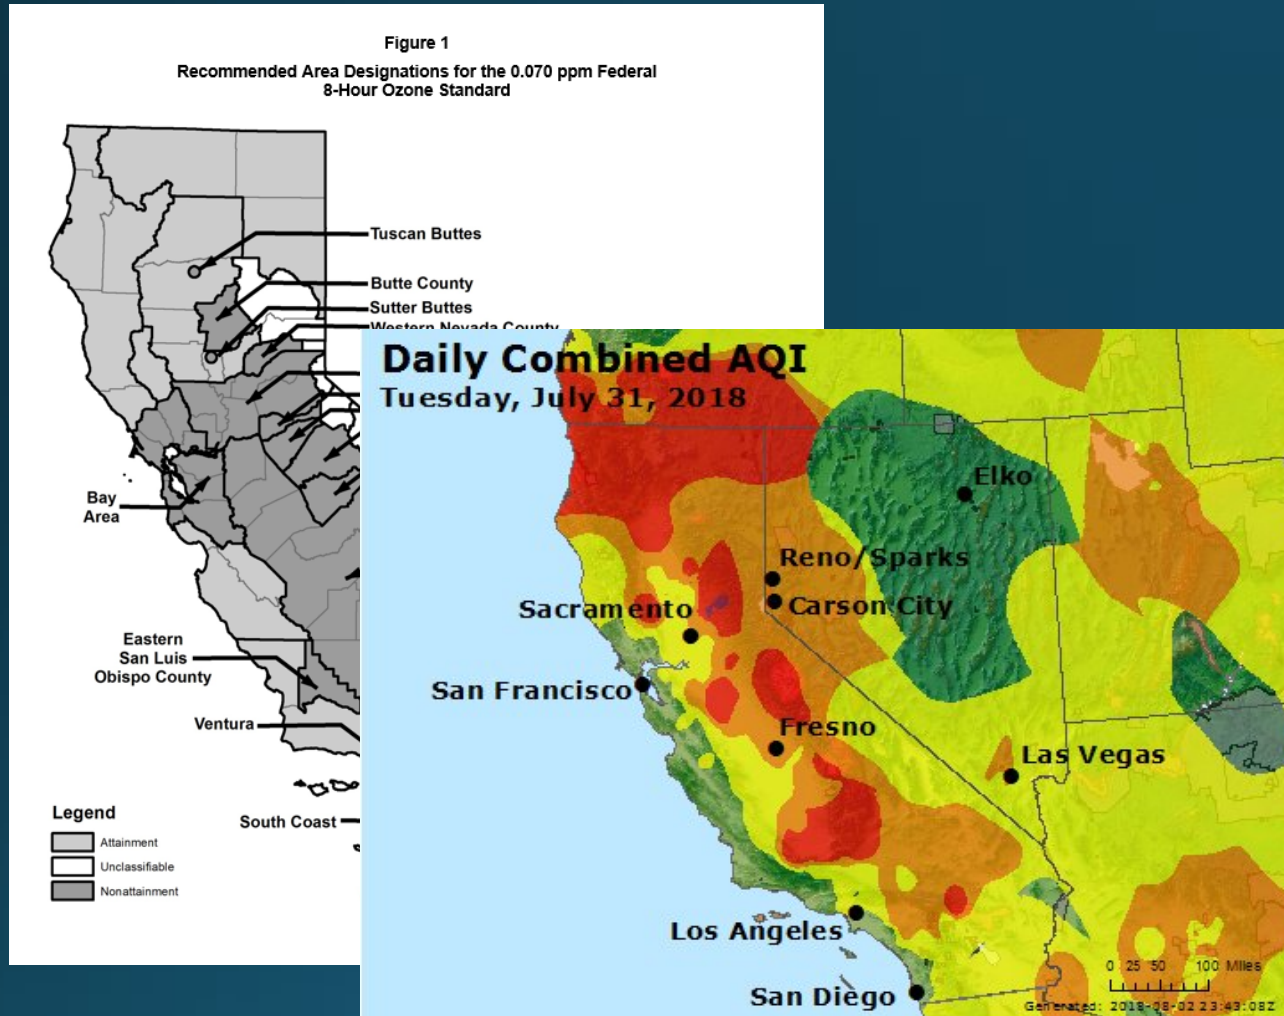 Figure 1
Recommended Area Designations for the 0.070 ppm Federal
8-Hour Ozone Standard
Tuscan Buttes
Butte County
Sutter Buttes
Western Nevada County
Bay
Area
Eastern
San Luis
Obispo County
Ventura
South Coast
Legend
Attainment
Unclassifiable
Nonattainment
Daily Combined AQI
Tuesday, July 31, 2018
Elko
Reno/Sparks
Carson City
Sacramento
San Francisco
Fresno
Las Vegas
Los Angeles
San Diego
0 25 50 100 Miles
Generated: 2018-08-02 23:43:08Z